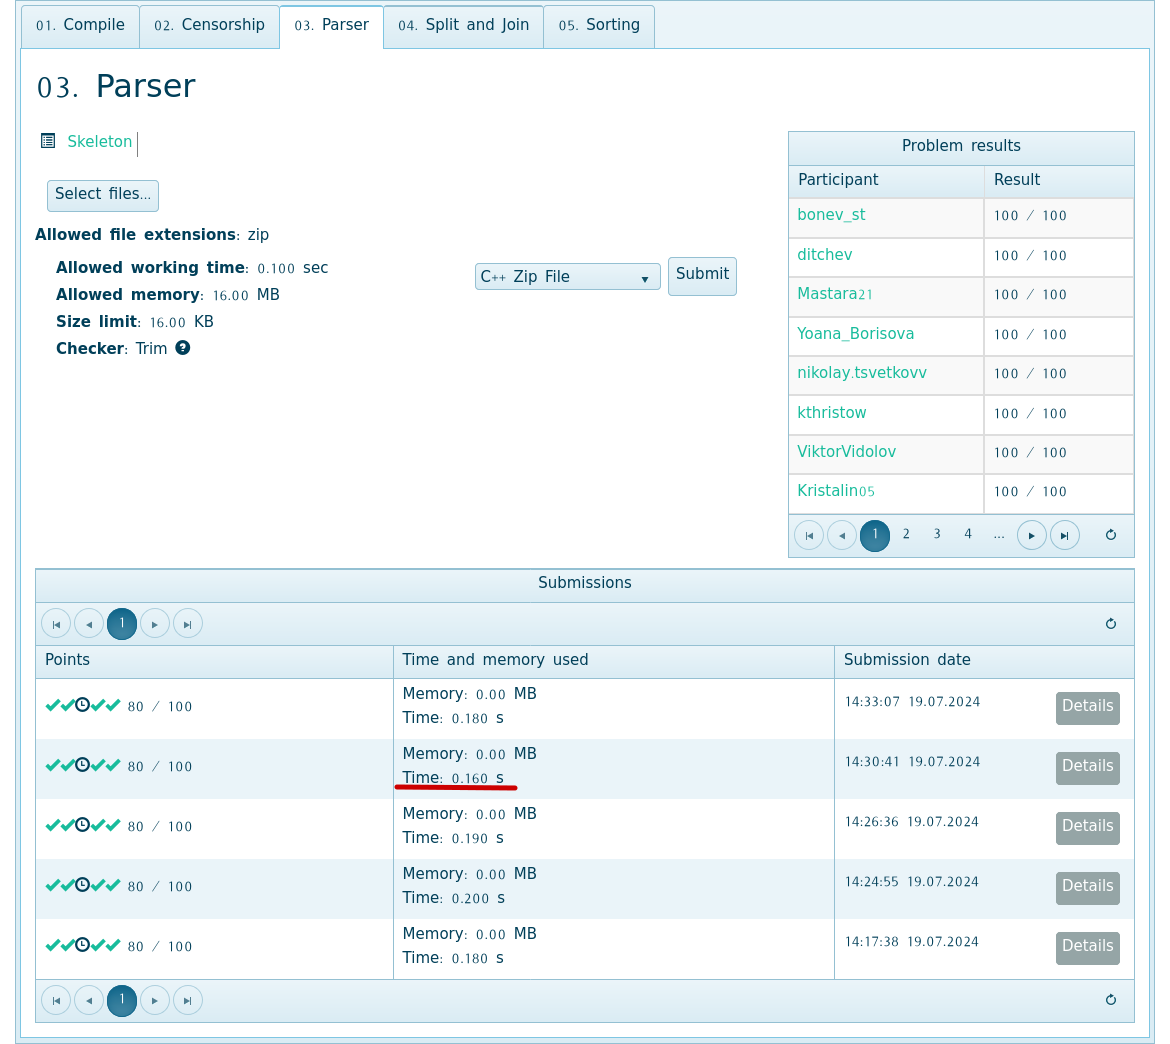 01. Compile
02. Censorship
03. Parser
04. Split and Join
05. Sorting
03. Parser
Skeleton
Select files...
Allowed file extensions: zip
Allowed working time: 0.100 sec
Allowed memory: 16.00 MB
Size limit: 16.00 KB
Checker: Trim ?
C++ Zip File
Submit
Problem results
Participant Result
bonev_st 100 / 100
ditchev 100 / 100
Mastara21 100 / 100
Yoana_Borisova 100 / 100
nikolay.tsvetkovv 100 / 100
kthristow 100 / 100
ViktorVidolov 100 / 100
Kristalin05 100 / 100
1 2 3 4 ...
Submissions
1
Points Time and memory used Submission date
80 / 100
Memory: 0.00 MB
Time: 0.180 s
14:33:07 19.07.2024
Details
80 / 100
Memory: 0.00 MB
Time: 0.160 s
14:30:41 19.07.2024
Details
80 / 100
Memory: 0.00 MB
Time: 0.190 s
14:26:36 19.07.2024
Details
80 / 100
Memory: 0.00 MB
Time: 0.200 s
14:24:55 19.07.2024
Details
80 / 100
Memory: 0.00 MB
Time: 0.180 s
14:17:38 19.07.2024
Details
1